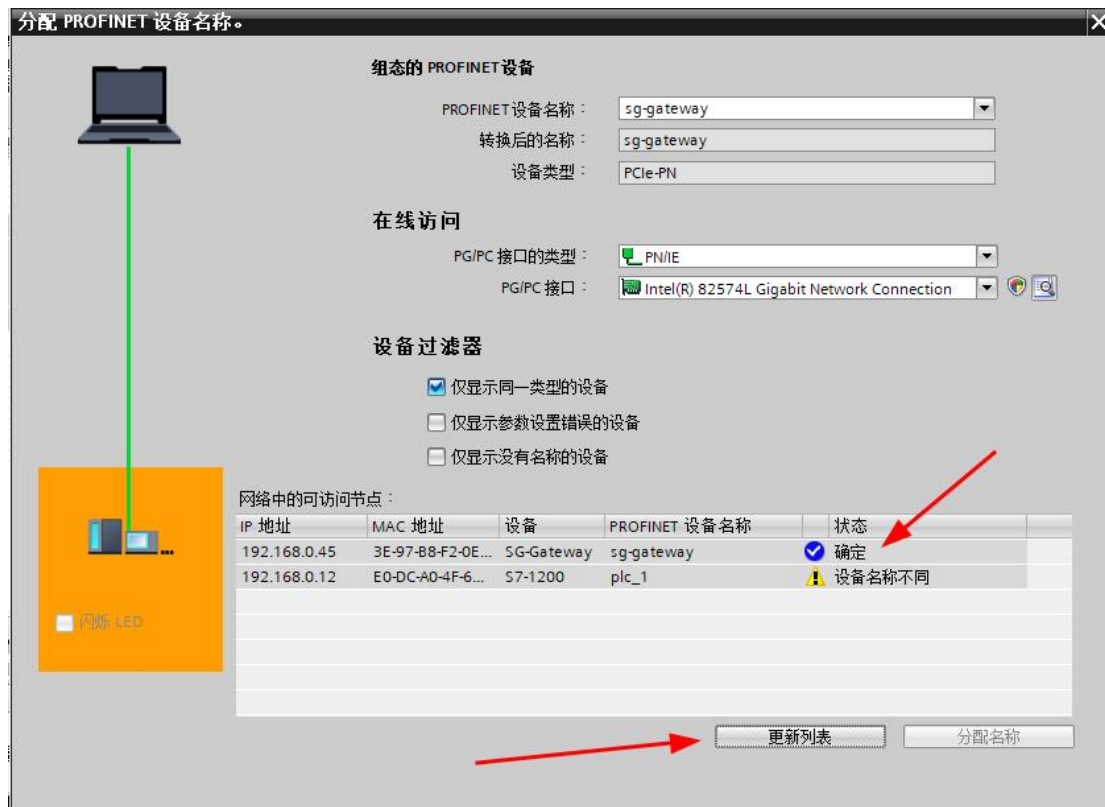 分配 PROFINET 设备名称。
组态的 PROFINET 设备
PROFINET 设备名称： sg-gateway
转换后的名称： sg-gateway
设备类型： PCIe-PN
在线访问
PG/PC 接口的类型： PN/IE
PG/PC 接口： Intel(R) 82574L Gigabit Network Connection
设备过滤器
仅显示同一类型的设备
仅显示参数设置错误的设备
仅显示没有名称的设备
网络中的可访问节点：
IP 地址 MAC 地址 设备 PROFINET 设备名称 状态
192.168.0.45 3E-97-B8-F2-0E... SG-Gateway sg-gateway 确定
192.168.0.12 E0-DC-A0-4F-6... S7-1200 plc_1 设备名称不同
闪烁 LED
更新列表 分配名称